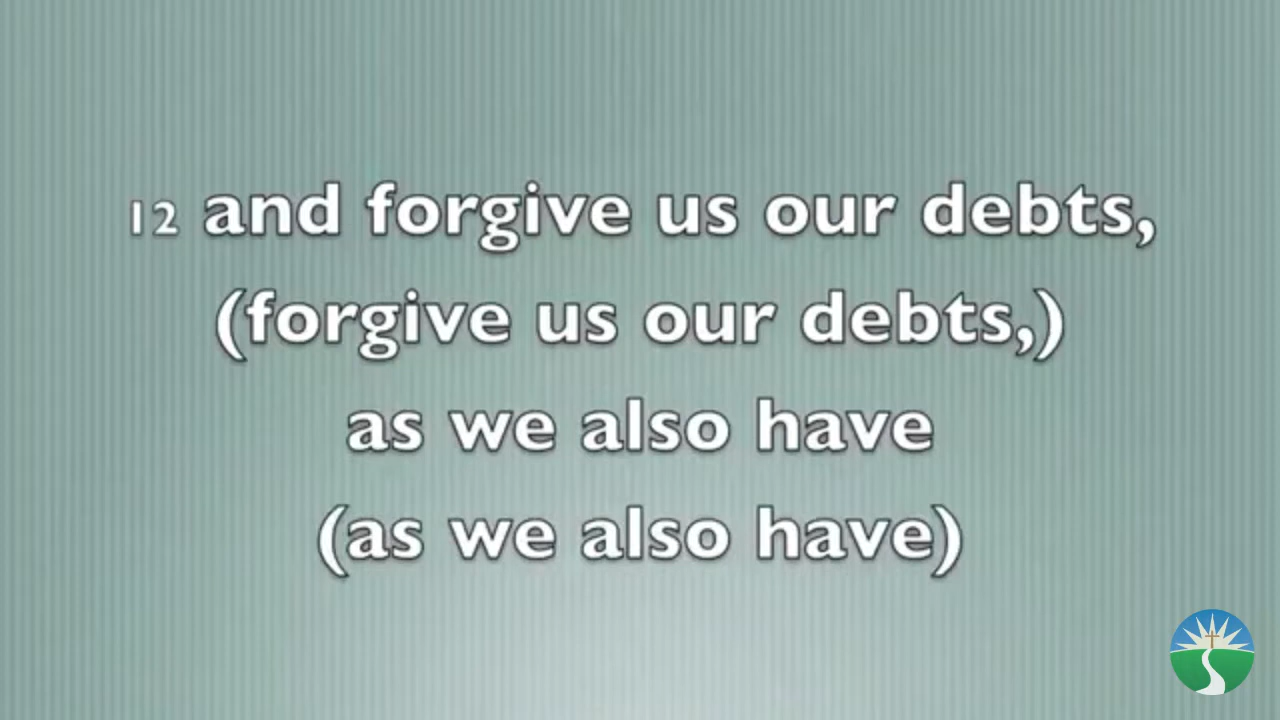 12 and forgive us our debts,
(forgive us our debts,)
as we also have
(as we also have)